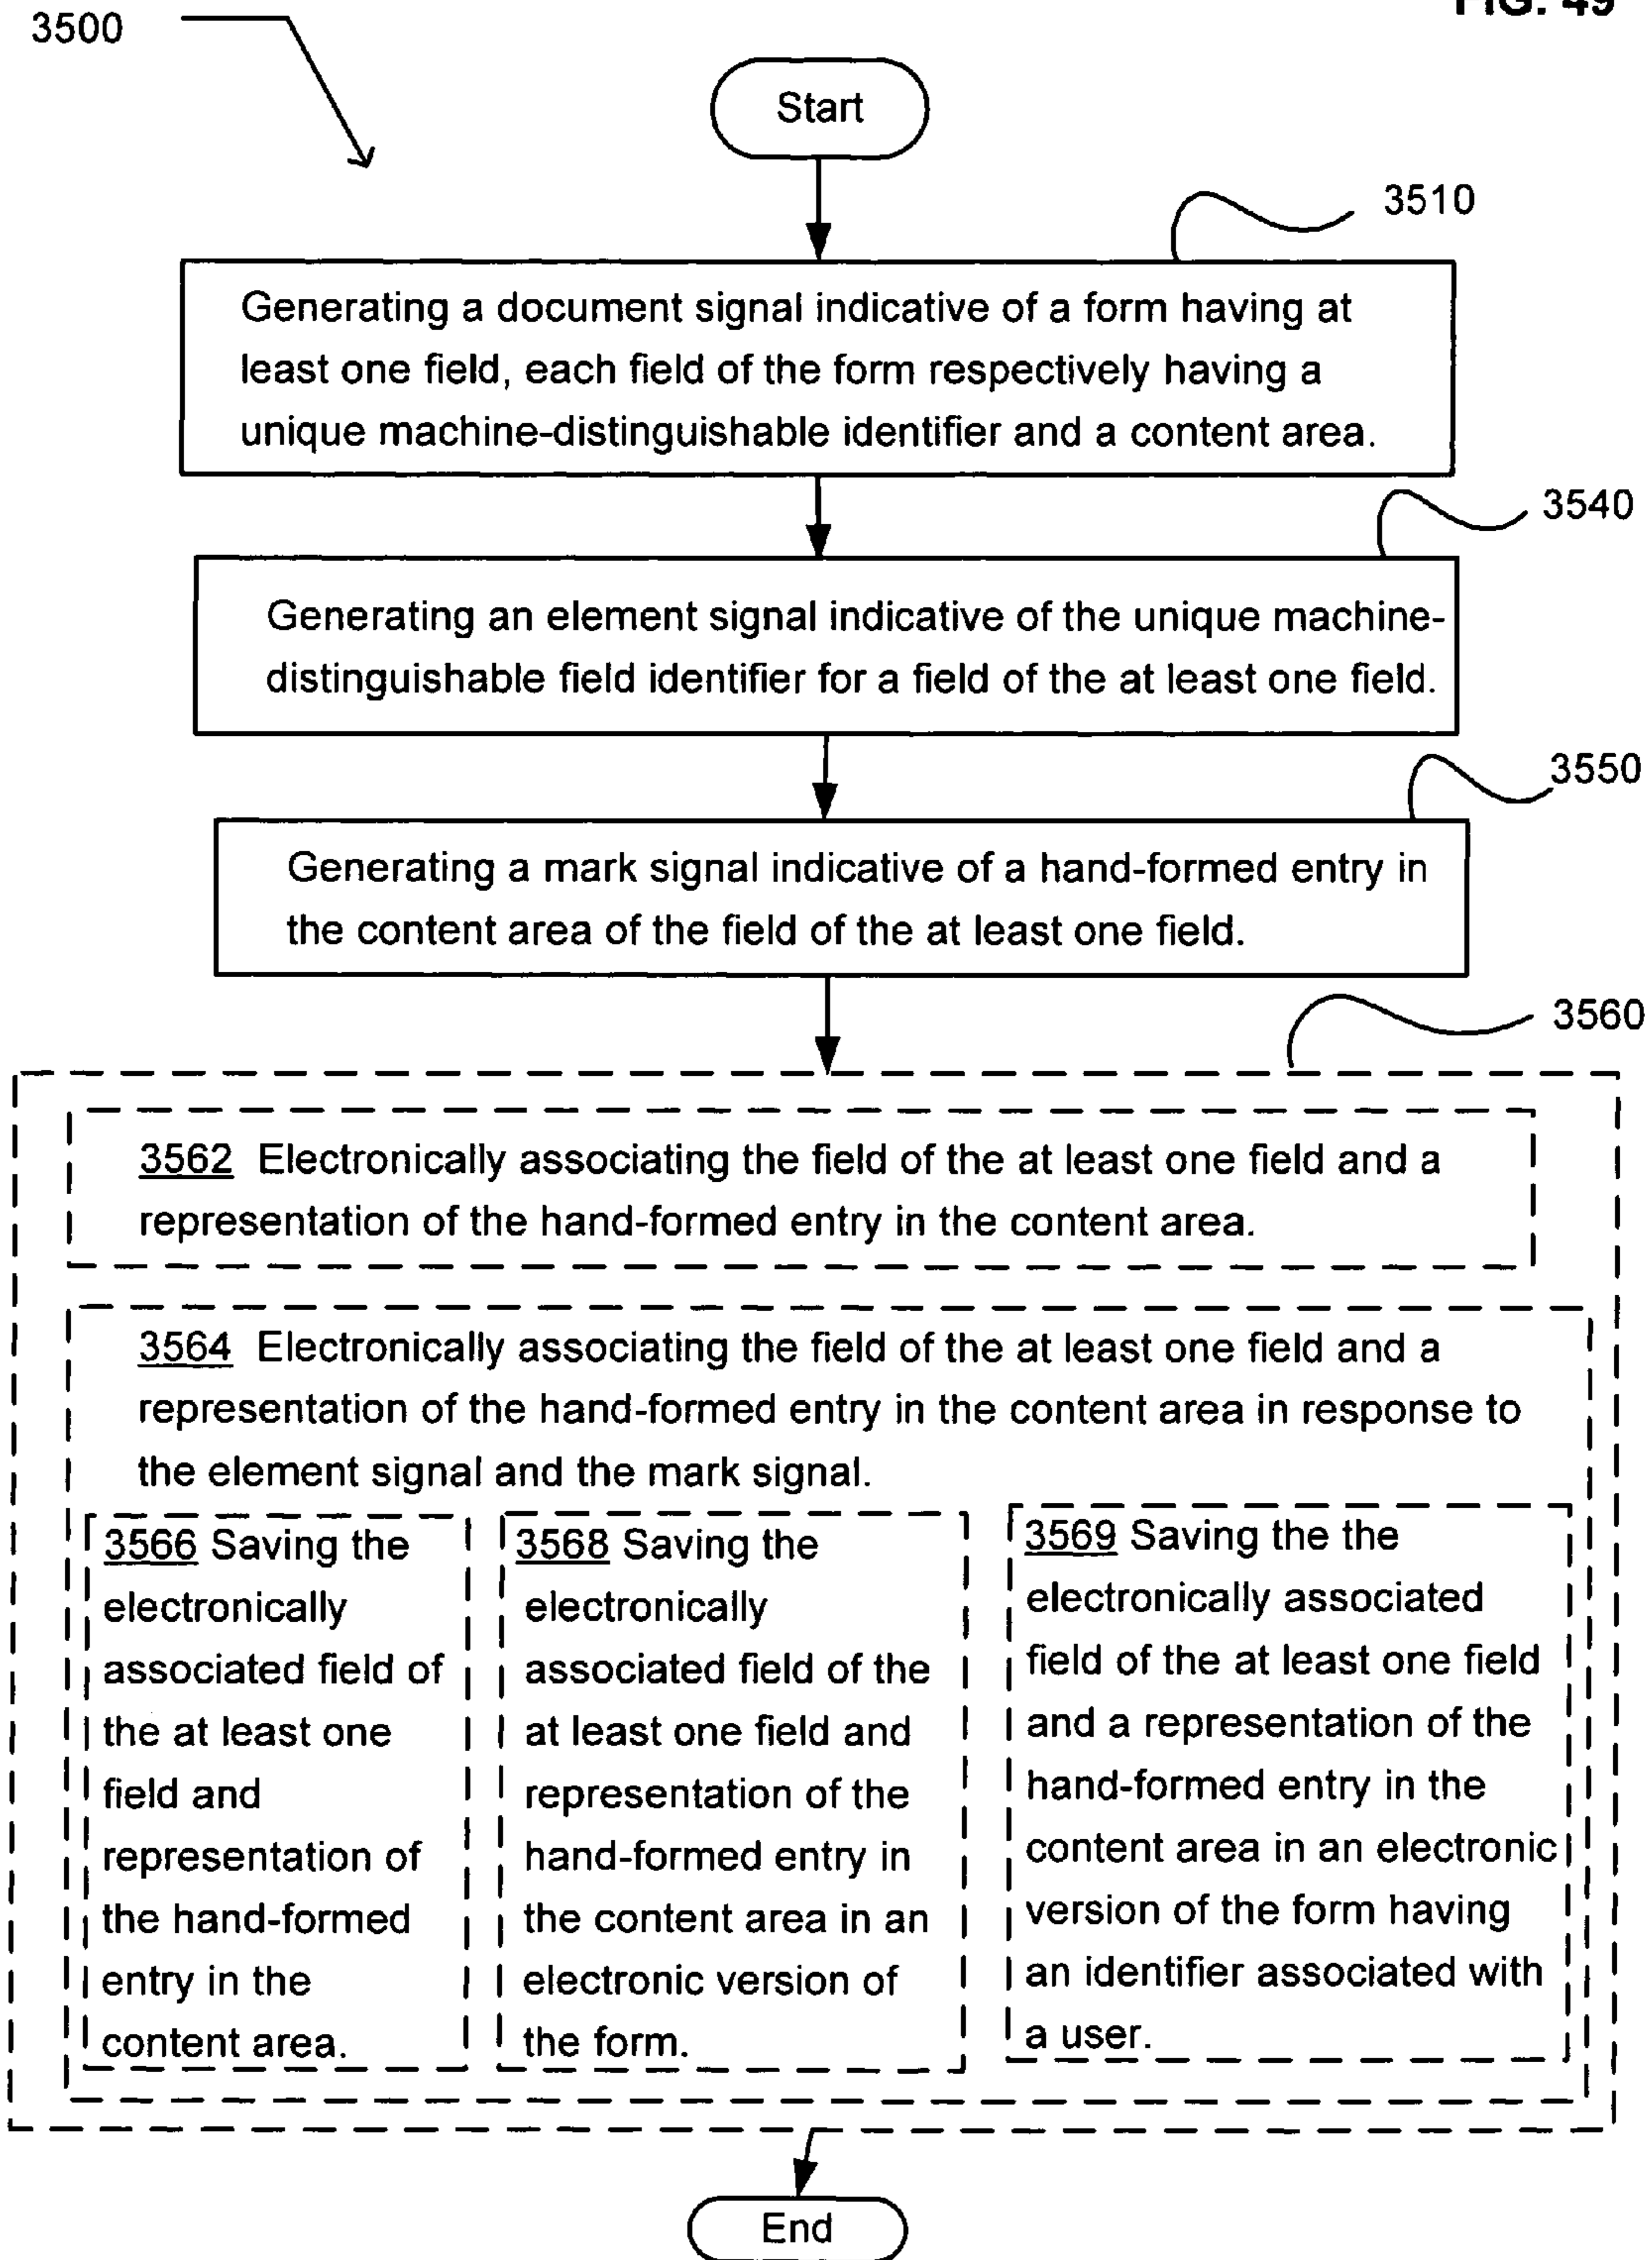 FIG. 49
3500
Start
3510
Generating a document signal indicative of a form having at
least one field, each field of the form respectively having a
unique machine-distinguishable identifier and a content area.
3540
Generating an element signal indicative of the unique machine-
distinguishable field identifier for a field of the at least one field.
3550
Generating a mark signal indicative of a hand-formed entry in
the content area of the field of the at least one field.
3560
3562 Electronically associating the field of the at least one field and a
representation of the hand-formed entry in the content area.
3564 Electronically associating the field of the at least one field and a
representation of the hand-formed entry in the content area in response to
the element signal and the mark signal.
3566 Saving the
electronically
associated field of
the at least one
field and
representation of
the hand-formed
entry in the
content area.
3568 Saving the
electronically
associated field of the
at least one field and
representation of the
hand-formed entry in
the content area in an
electronic version of
the form.
3569 Saving the the
electronically associated
field of the at least one field
and a representation of the
hand-formed entry in the
content area in an electronic
version of the form having
an identifier associated with
a user.
End